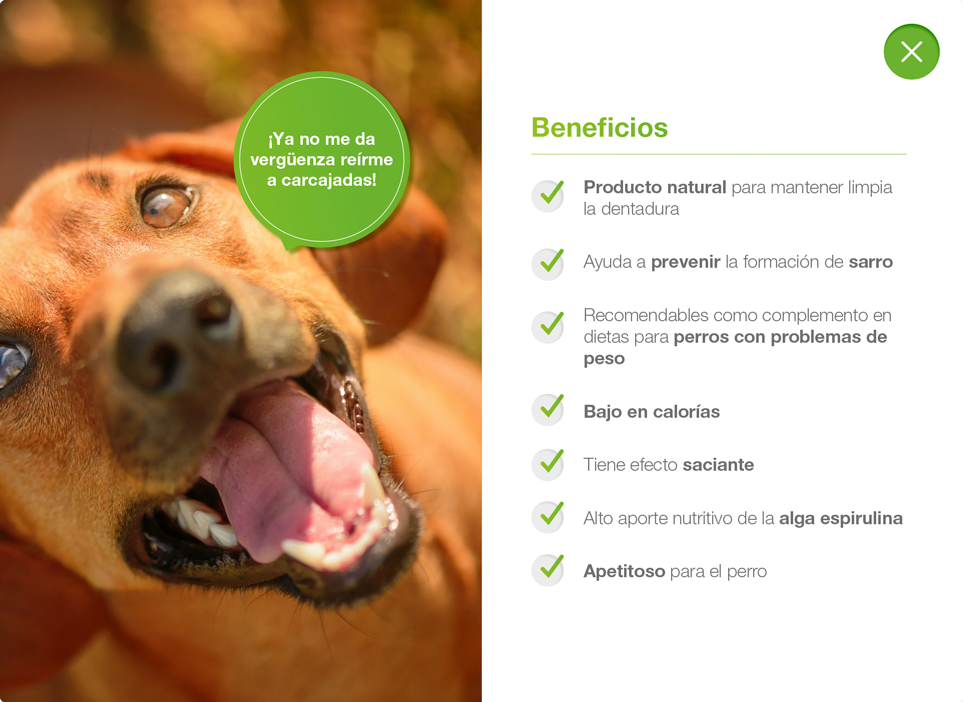 ¡Ya no me da
vergüenza reírme
a carcajadas!
Beneficios
Producto natural para mantener limpia
la dentadura
Ayuda a prevenir la formación de sarro
Recomendables como complemento en
dietas para perros con problemas de
peso
Bajo en calorías
Tiene efecto saciante
Alto aporte nutritivo de la alga espirulina
Apetitoso para el perro